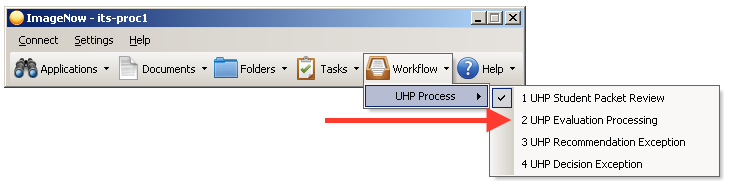 ImageNow - its-proc1
Connect Settings Help
Applications Documents Folders Tasks Workflow Help
UHP Process
1 UHP Student Packet Review
2 UHP Evaluation Processing
3 UHP Recommendation Exception
4 UHP Decision Exception